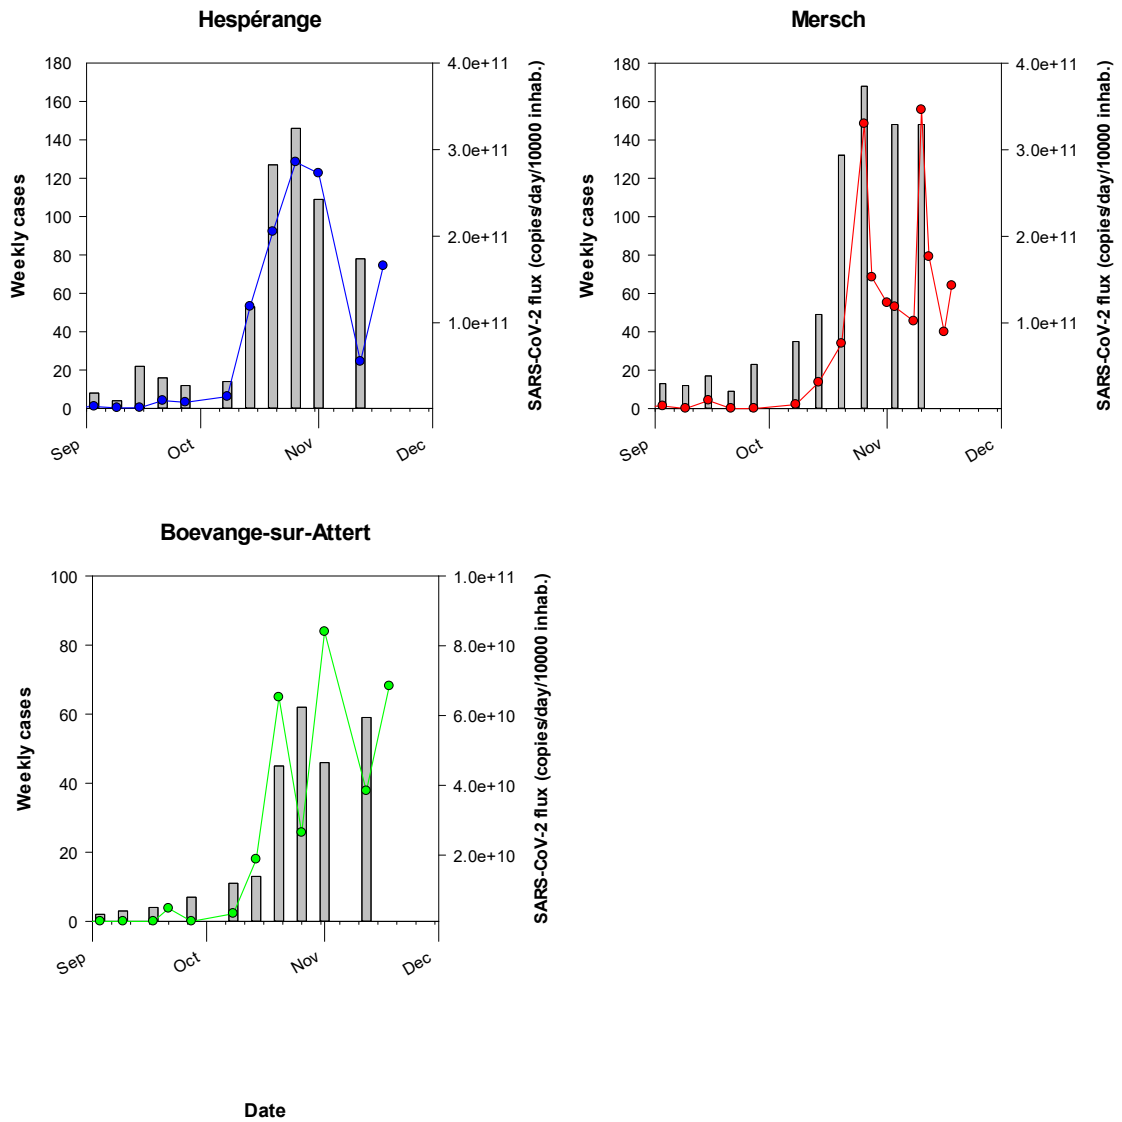 Hespérange
180
160
140
120
100
80
60
40
20
0
Weekly cases
4.0e+11
3.0e+11
2.0e+11
1.0e+11
SARS-CoV-2 flux (copies/day/10000 inhab.)
Sep
Oct
Nov
Dec
Mersch
180
160
140
120
100
80
60
40
20
0
Weekly cases
4.0e+11
3.0e+11
2.0e+11
1.0e+11
SARS-CoV-2 flux (copies/day/10000 inhab.)
Sep
Oct
Nov
Dec
Boevange-sur-Attert
100
80
60
40
20
0
Weekly cases
1.0e+11
8.0e+10
6.0e+10
4.0e+10
2.0e+10
SARS-CoV-2 flux (copies/day/10000 inhab.)
Sep
Oct
Nov
Dec
Date